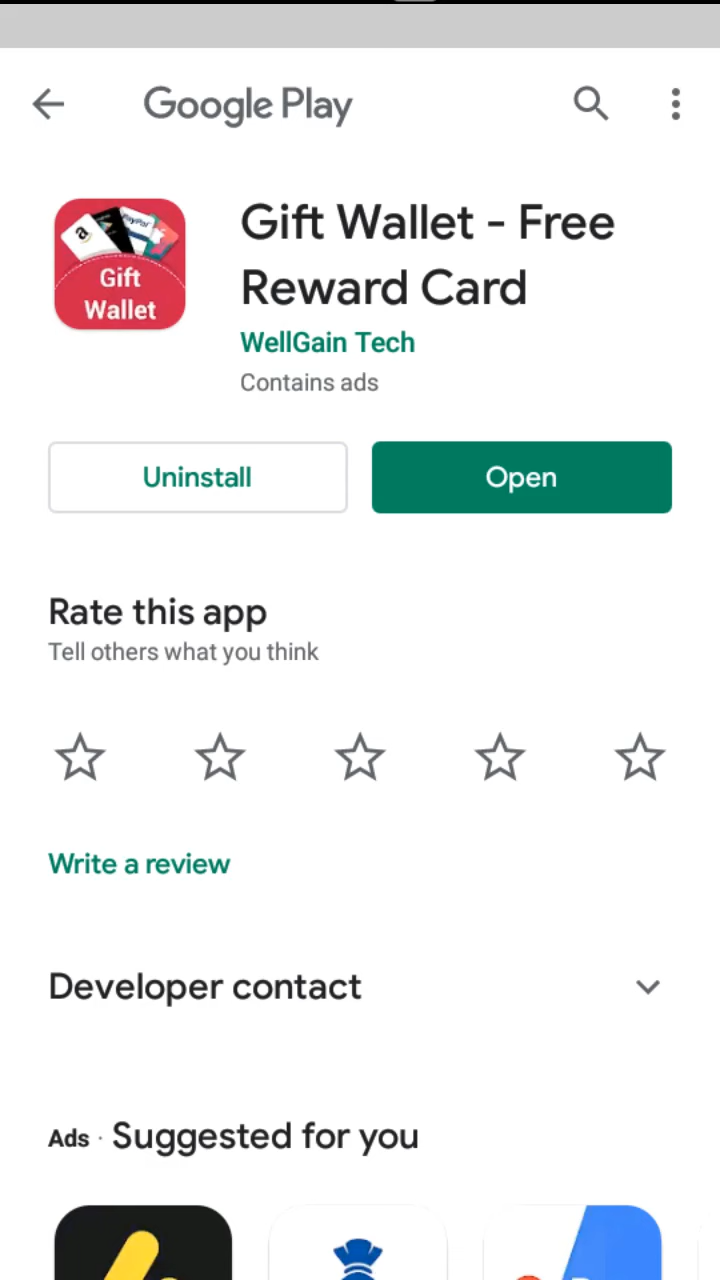 Google Play
Gift Wallet - Free
Reward Card
a
PayPal
Gift
Wallet
WellGain Tech
Contains ads
Uninstall
Open
Rate this app
Tell others what you think
Write a review
Developer contact
Ads · Suggested for you